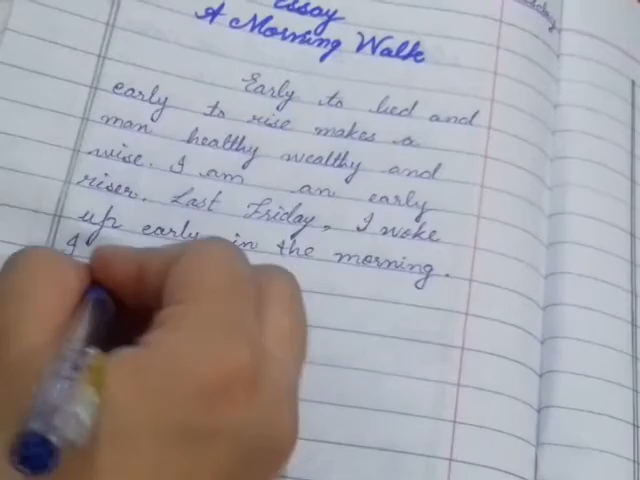 Essay
A Morning Walk
Early to bed and
early to rise makes a
man healthy wealthy and
wise. I am an early
riser. Last Friday, I woke
up early in the morning.
I